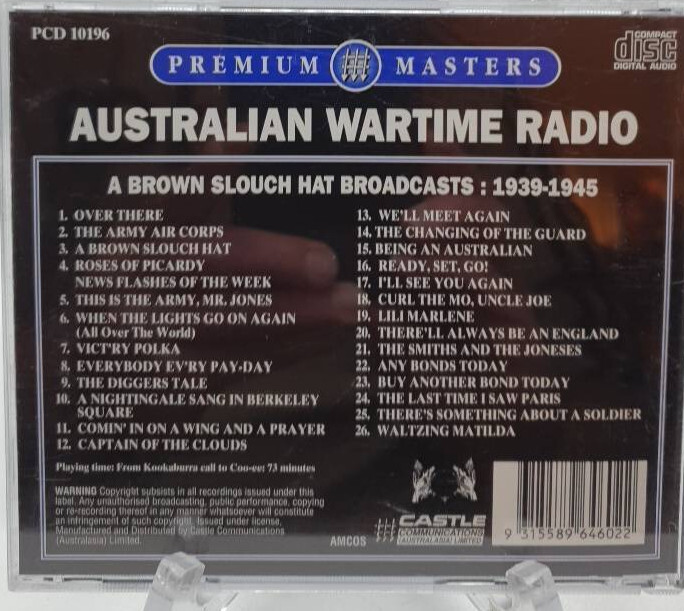 PCD 10196
COMPACT
disc
DIGITAL AUDIO
PREMIUM MASTERS
AUSTRALIAN WARTIME RADIO
A BROWN SLOUCH HAT BROADCASTS : 1939-1945
1. OVER THERE
2. THE ARMY AIR CORPS
3. A BROWN SLOUCH HAT
4. ROSES OF PICARDY
NEWS FLASHES OF THE WEEK
5. THIS IS THE ARMY, MR. JONES
6. WHEN THE LIGHTS GO ON AGAIN
(All Over The World)
7. VICT'RY POLKA
8. EVERYBODY EV'RY PAY-DAY
9. THE DIGGERS TALE
10. A NIGHTINGALE SANG IN BERKELEY
SQUARE
11. COMIN' IN ON A WING AND A PRAYER
12. CAPTAIN OF THE CLOUDS
13. WE'LL MEET AGAIN
14. THE CHANGING OF THE GUARD
15. BEING AN AUSTRALIAN
16. READY, SET, GO!
17. I'LL SEE YOU AGAIN
18. CURL THE MO, UNCLE JOE
19. LILI MARLENE
20. THERE'LL ALWAYS BE AN ENGLAND
21. THE SMITHS AND THE JONESES
22. ANY BONDS TODAY
23. BUY ANOTHER BOND TODAY
24. THE LAST TIME I SAW PARIS
25. THERE'S SOMETHING ABOUT A SOLDIER
26. WALTZING MATILDA
Playing time: From Kookaburra call to Coo-ee: 73 minutes
WARNING Copyright subsists in all recordings issued under this
label. Any unauthorised broadcasting, public performance, copying
or re-recording thereof in any manner whatsoever will constitute
an infringement of such copyright. Issued under license.
Manufactured and Distributed by Castle Communications
(Australasia) Limited.
AMCOS
CASTLE
COMMUNICATIONS
(AUSTRALASIA) LIMITED
9 315589 646022